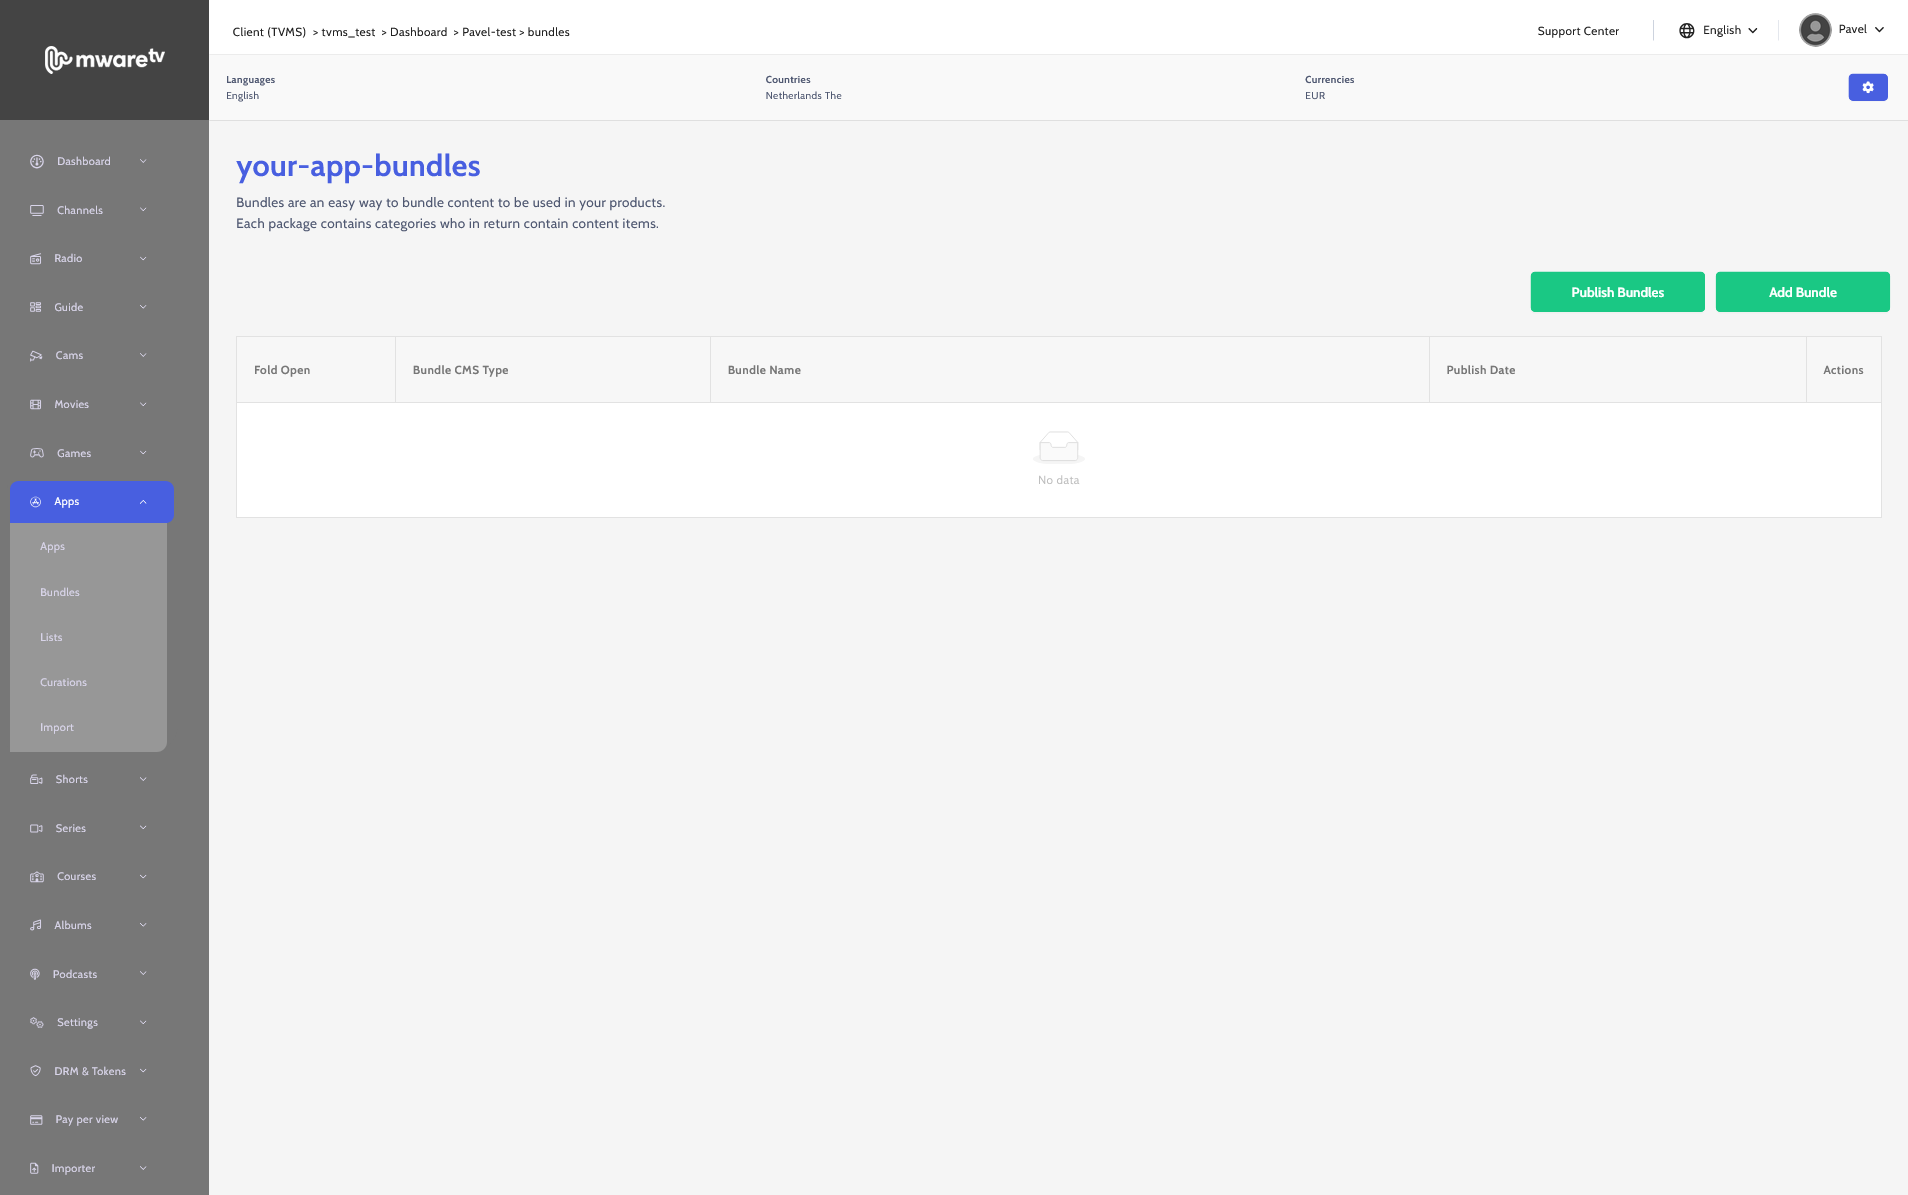 mwaretv
Client (TVMS) > tvms_test > Dashboard > Pavel-test > bundles
Support Center
English
Pavel
Languages
English
Countries
Netherlands The
Currencies
EUR
Dashboard
Channels
Radio
Guide
Cams
Movies
Games
Apps
Apps
Bundles
Lists
Curations
Import
Shorts
Series
Courses
Albums
Podcasts
Settings
DRM & Tokens
Pay per view
Importer
your-app-bundles
Bundles are an easy way to bundle content to be used in your products.
Each package contains categories who in return contain content items.
Publish Bundles
Add Bundle
Fold Open
Bundle CMS Type
Bundle Name
Publish Date
Actions
No data